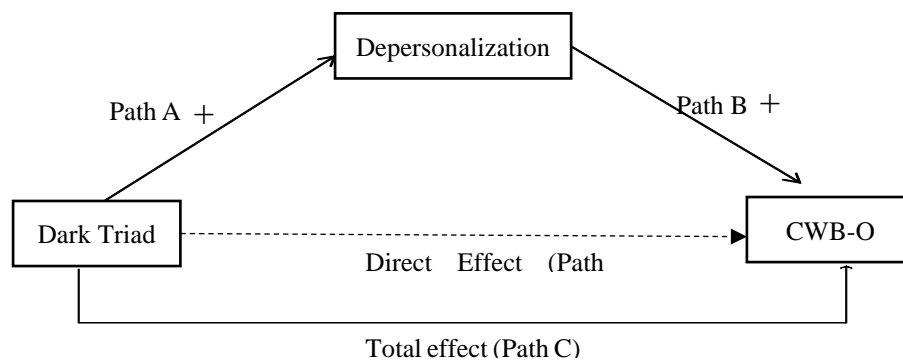 Depersonalization
Path A +
Path B +
Dark Triad
CWB-O
Direct Effect (Path
Total effect (Path C)